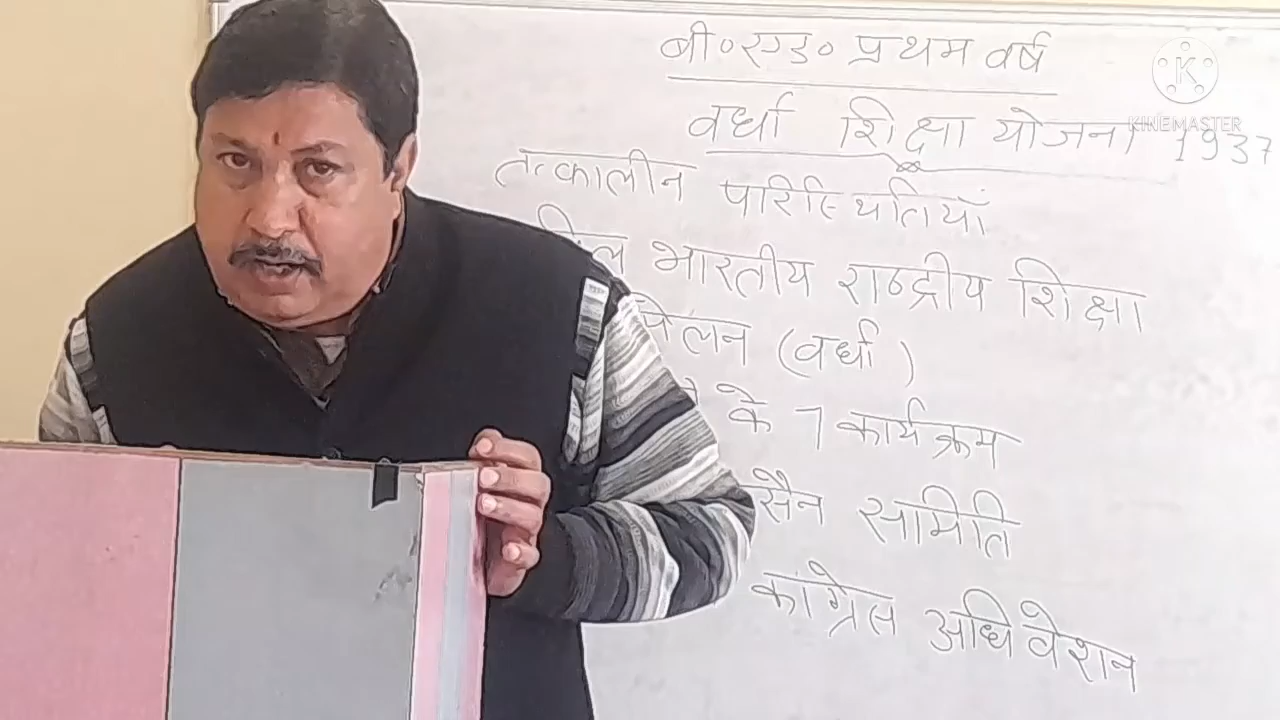 बी०एड० प्रथम वर्ष
वर्धा शिक्षा योजना 1937
तत्कालीन परिस्थितियाँ
भारतीय राष्ट्रीय शिक्षा
(वर्धा)
के 7 कार्यक्रम
समिति
कांग्रेस अधिवेशन
KINEMASTER